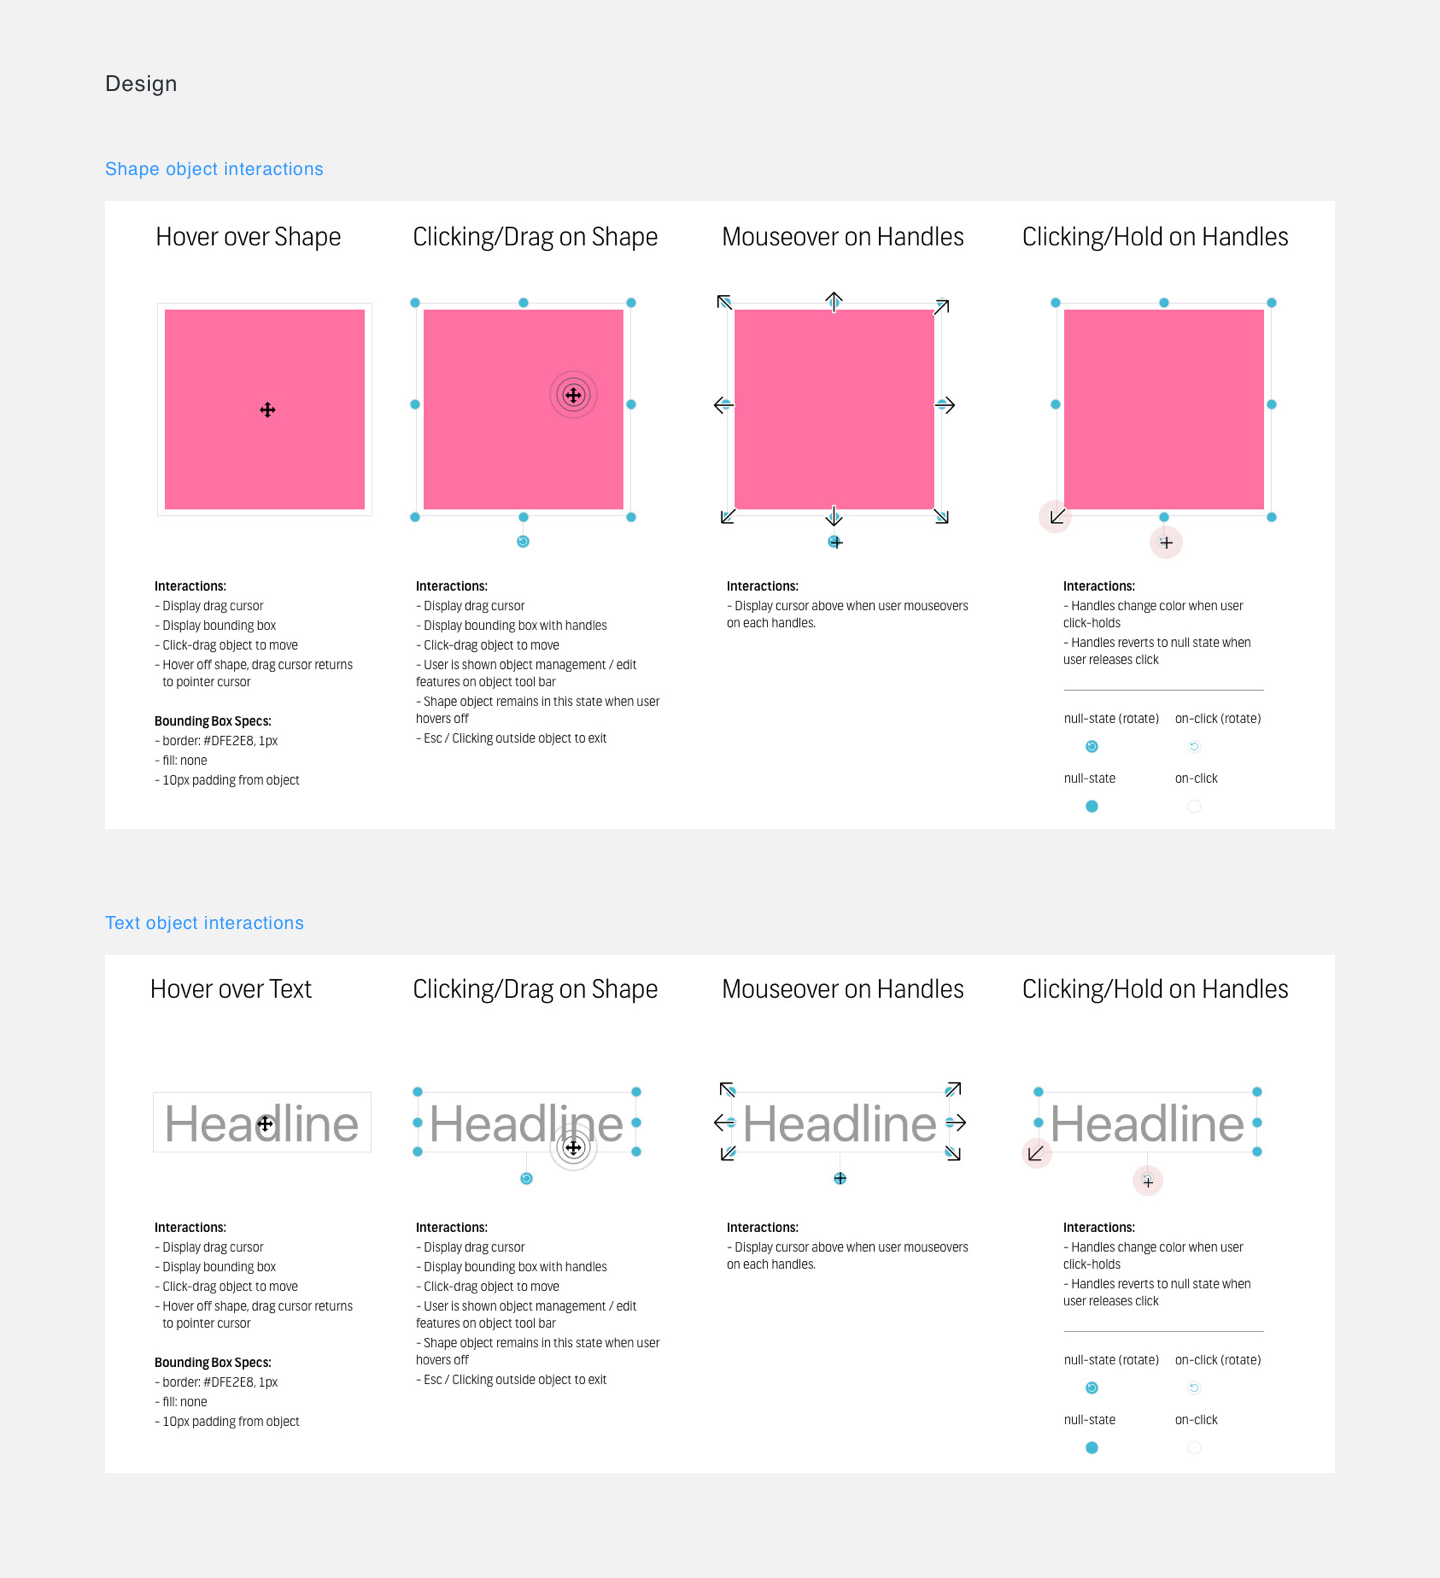 Design
Shape object interactions
Hover over Shape
Clicking/Drag on Shape
Mouseover on Handles
Clicking/Hold on Handles
Interactions:
- Display drag cursor
- Display bounding box
- Click-drag object to move
- Hover off shape, drag cursor returns
to pointer cursor
Bounding Box Specs:
- border: #DFE2E8, 1px
- fill: none
- 10px padding from object
Interactions:
- Display drag cursor
- Display bounding box with handles
- Click-drag object to move
- User is shown object management / edit
features on object tool bar
- Shape object remains in this state when user
hovers off
- Esc / Clicking outside object to exit
Interactions:
- Display cursor above when user mouseovers
on each handles.
Interactions:
- Handles change color when user
click-holds
- Handles reverts to null state when
user releases click
null-state (rotate) on-click (rotate)
null-state on-click
Text object interactions
Hover over Text
Clicking/Drag on Shape
Mouseover on Handles
Clicking/Hold on Handles
Headline
Headline
Headline
Headline
Interactions:
- Display drag cursor
- Display bounding box
- Click-drag object to move
- Hover off shape, drag cursor returns
to pointer cursor
Bounding Box Specs:
- border: #DFE2E8, 1px
- fill: none
- 10px padding from object
Interactions:
- Display drag cursor
- Display bounding box with handles
- Click-drag object to move
- User is shown object management / edit
features on object tool bar
- Shape object remains in this state when user
hovers off
- Esc / Clicking outside object to exit
Interactions:
- Display cursor above when user mouseovers
on each handles.
Interactions:
- Handles change color when user
click-holds
- Handles reverts to null state when
user releases click
null-state (rotate) on-click (rotate)
null-state on-click